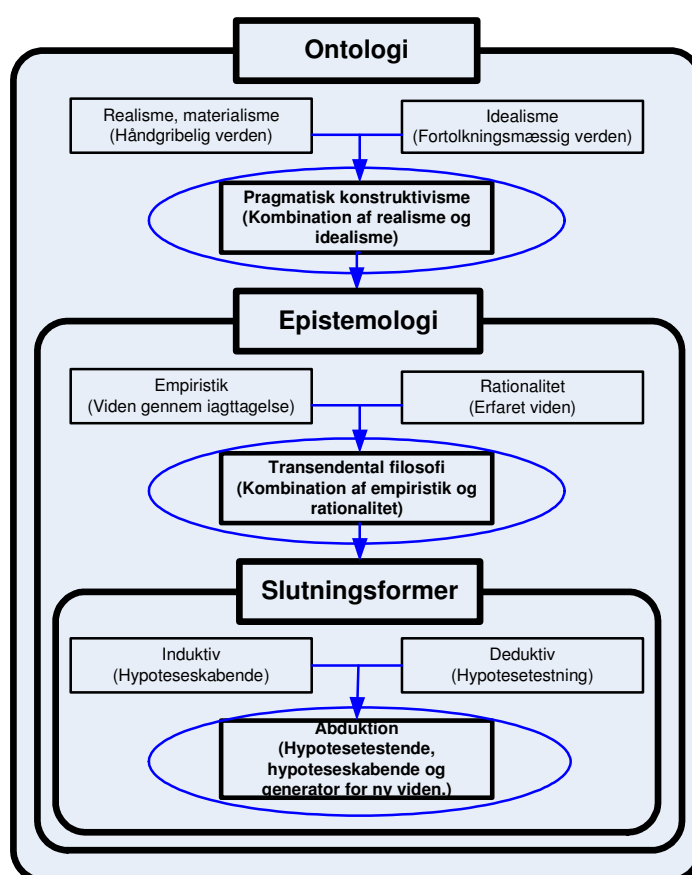 Ontologi
Realisme, materialisme
(Håndgribelig verden)
Idealisme
(Fortolkningsmæssig verden)
Pragmatisk konstruktivisme
(Kombination af realisme og
idealisme)
Epistemologi
Empiristik
(Viden gennem iagttagelse)
Rationalitet
(Erfaret viden)
Transendental filosofi
(Kombination af empiristik og
rationalitet)
Slutningsformer
Induktiv
(Hypoteseskabende)
Deduktiv
(Hypotesetestning)
Abduktion
(Hypotesetestende,
hypoteseskabende og
generator for ny viden.)